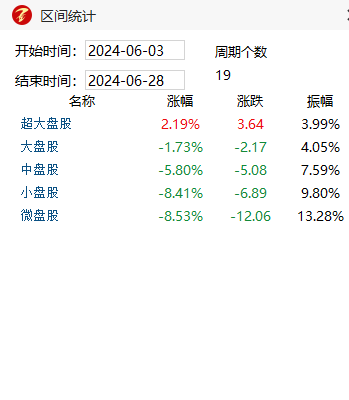 区间统计
开始时间: 2024-06-03 周期个数
结束时间: 2024-06-28 19
名称 涨幅 涨跌 振幅
超大盘股 2.19% 3.64 3.99%
大盘股 -1.73% -2.17 4.05%
中盘股 -5.80% -5.08 7.59%
小盘股 -8.41% -6.89 9.80%
微盘股 -8.53% -12.06 13.28%